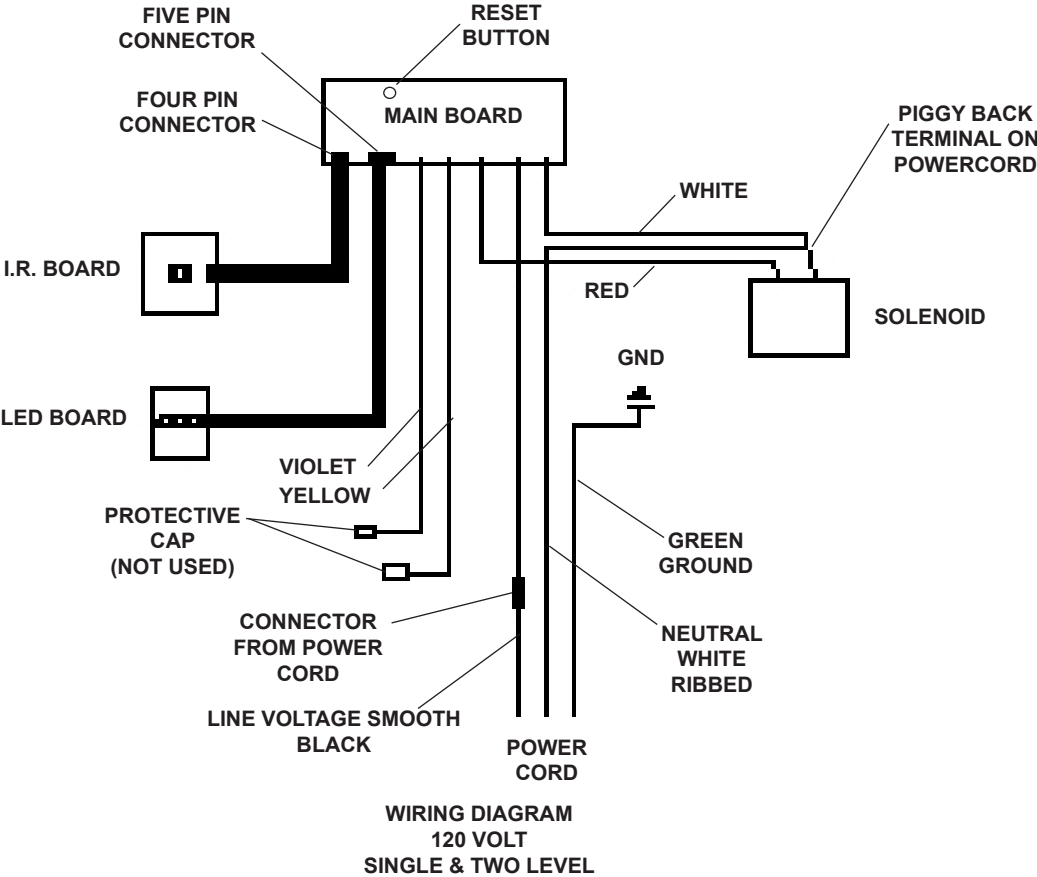 FIVE PIN
CONNECTOR
RESET
BUTTON
FOUR PIN
CONNECTOR
MAIN BOARD
PIGGY BACK
TERMINAL ON
POWERCORD
WHITE
I.R. BOARD
RED
SOLENOID
GND
LED BOARD
VIOLET
YELLOW
PROTECTIVE
CAP
(NOT USED)
GREEN
GROUND
CONNECTOR
FROM POWER
CORD
NEUTRAL
WHITE
RIBBED
LINE VOLTAGE SMOOTH
BLACK
POWER
CORD
WIRING DIAGRAM
120 VOLT
SINGLE & TWO LEVEL